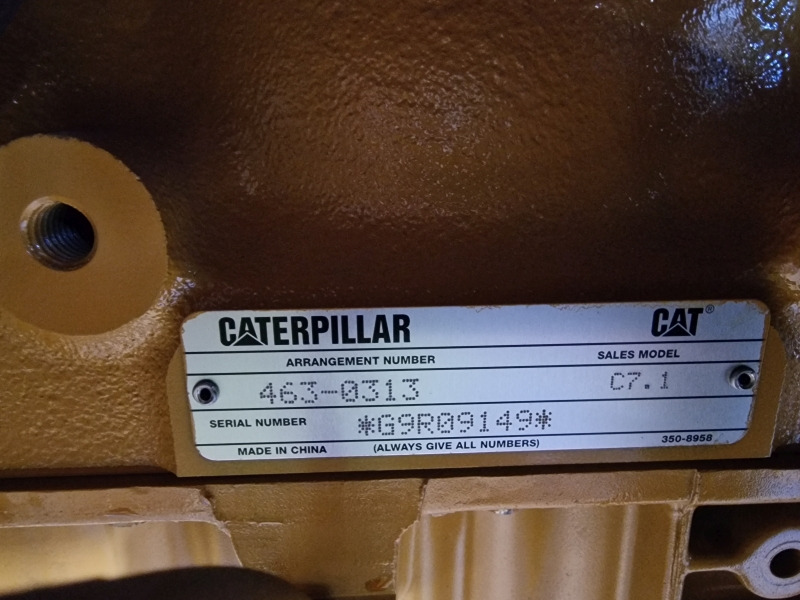 CATERPILLAR CAT®
ARRANGEMENT NUMBER SALES MODEL
463-0313 C7.1
SERIAL NUMBER *G9R09149*
MADE IN CHINA (ALWAYS GIVE ALL NUMBERS) 350-8958